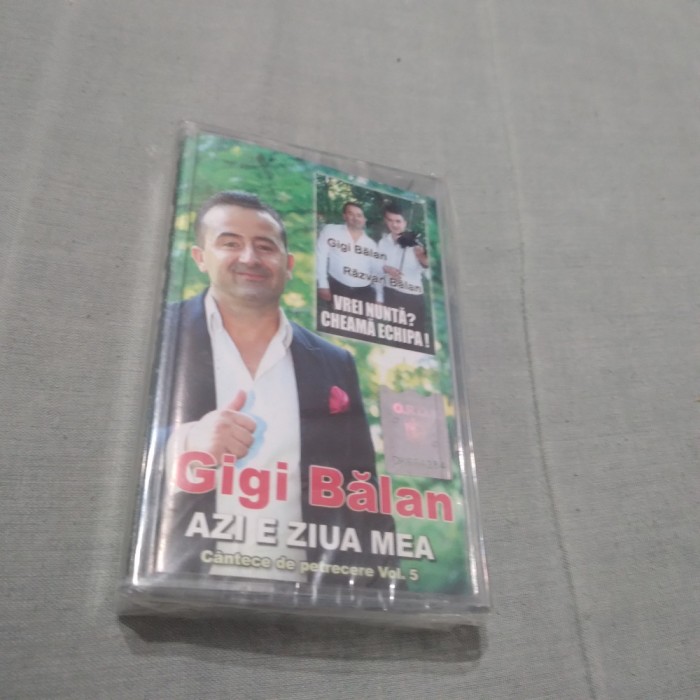 Gigi Bălan
Răzvan Bălan
VREI NUNTĂ?
CHEAMĂ ECHIPA!
Gigi Bălan
AZI E ZIUA MEA
Cântece de petrecere Vol. 5